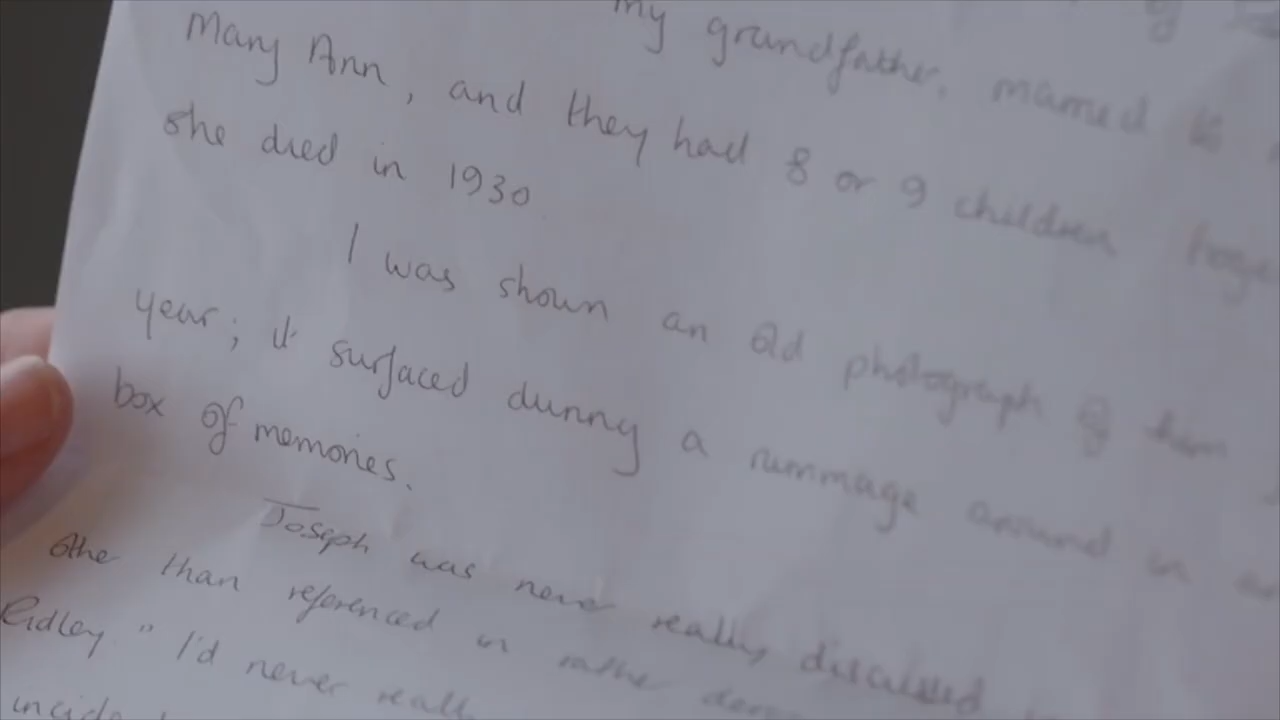 My grandfather, married
Mary Ann, and they had 8 or 9 children
she died in 1930
I was shown an old photograph of them
year; it surfaced during a rummage around in
box of memories.
Joseph was never really discussed
other than referenced in rather
Ridley." I'd never really